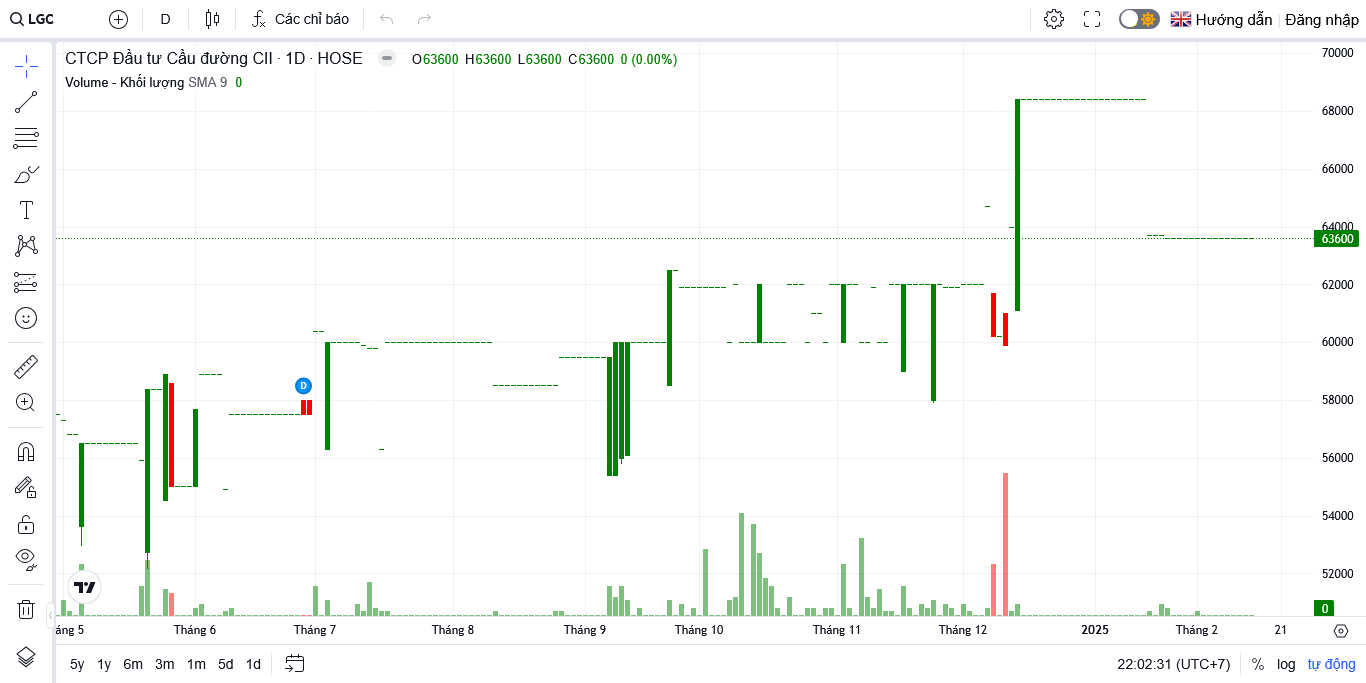 LGC D Các chỉ báo Hướng dẫn Đăng nhập
CTCP Đầu tư Cầu đường CII · 1D · HOSE O63600 H63600 L63600 C63600 0 (0.00%)
Volume - Khối lượng SMA 9 0
70000
68000
66000
64000
63600
62000
60000
58000
D
56000
54000
52000
0
áng 5 Tháng 6 Tháng 7 Tháng 8 Tháng 9 Tháng 10 Tháng 11 Tháng 12 2025 Tháng 2 21
5y 1y 6m 3m 1m 5d 1d 22:02:31 (UTC+7) % log tự động